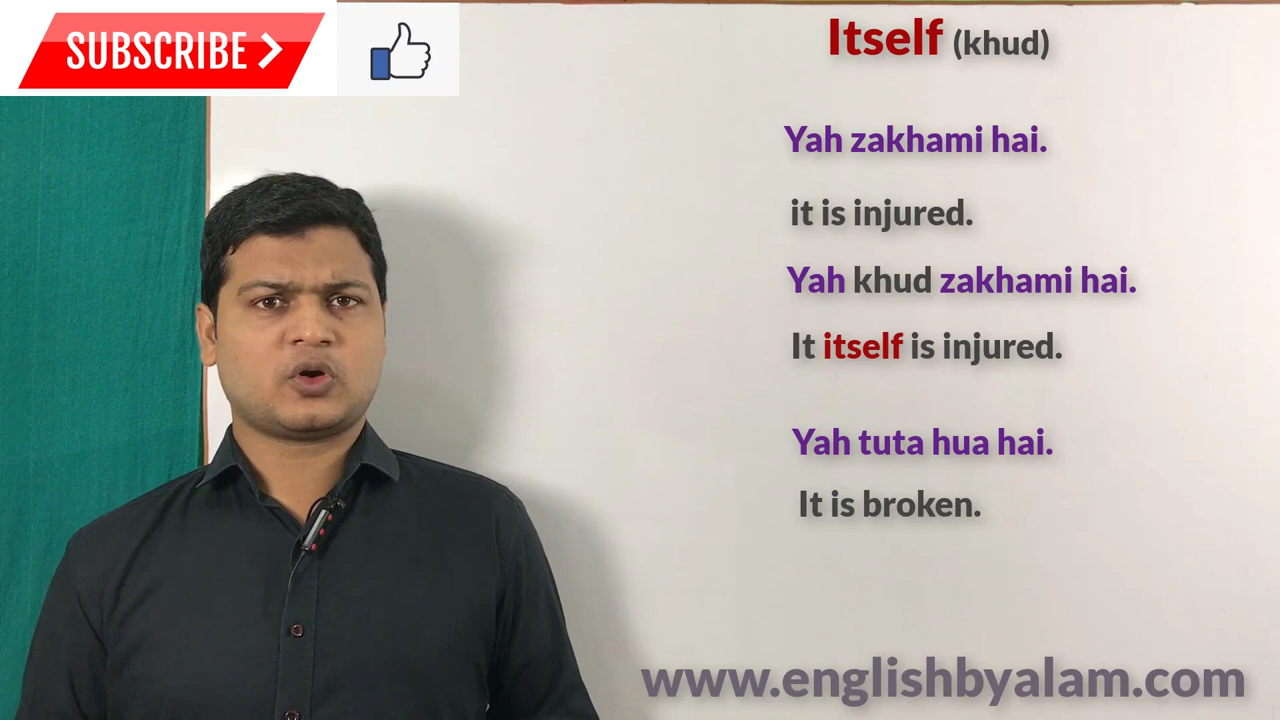 SUBSCRIBE
Itself (khud)
Yah zakhami hai.
it is injured.
Yah khud zakhami hai.
It itself is injured.
Yah tuta hua hai.
It is broken.
www.englishbyalam.com